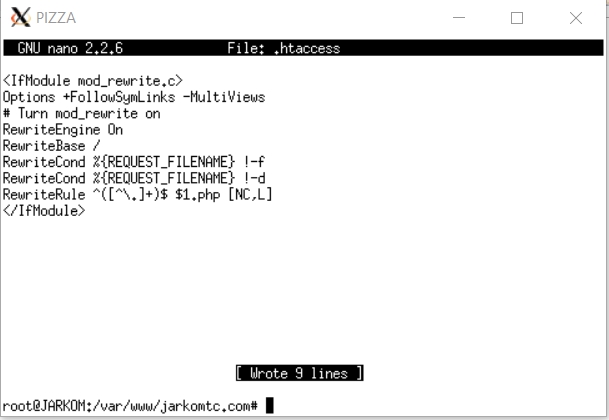 PIZZA
GNU nano 2.2.6 File: .htaccess
<IfModule mod_rewrite.c>
Options +FollowSymLinks -MultiViews
# Turn mod_rewrite on
RewriteEngine On
RewriteBase /
RewriteCond %{REQUEST_FILENAME} !-f
RewriteCond %{REQUEST_FILENAME} !-d
RewriteRule ^([^\.]+)$ $1.php [NC,L]
</IfModule>
[ Wrote 9 lines ]
root@JARKOM:/var/www/jarkomtc.com#